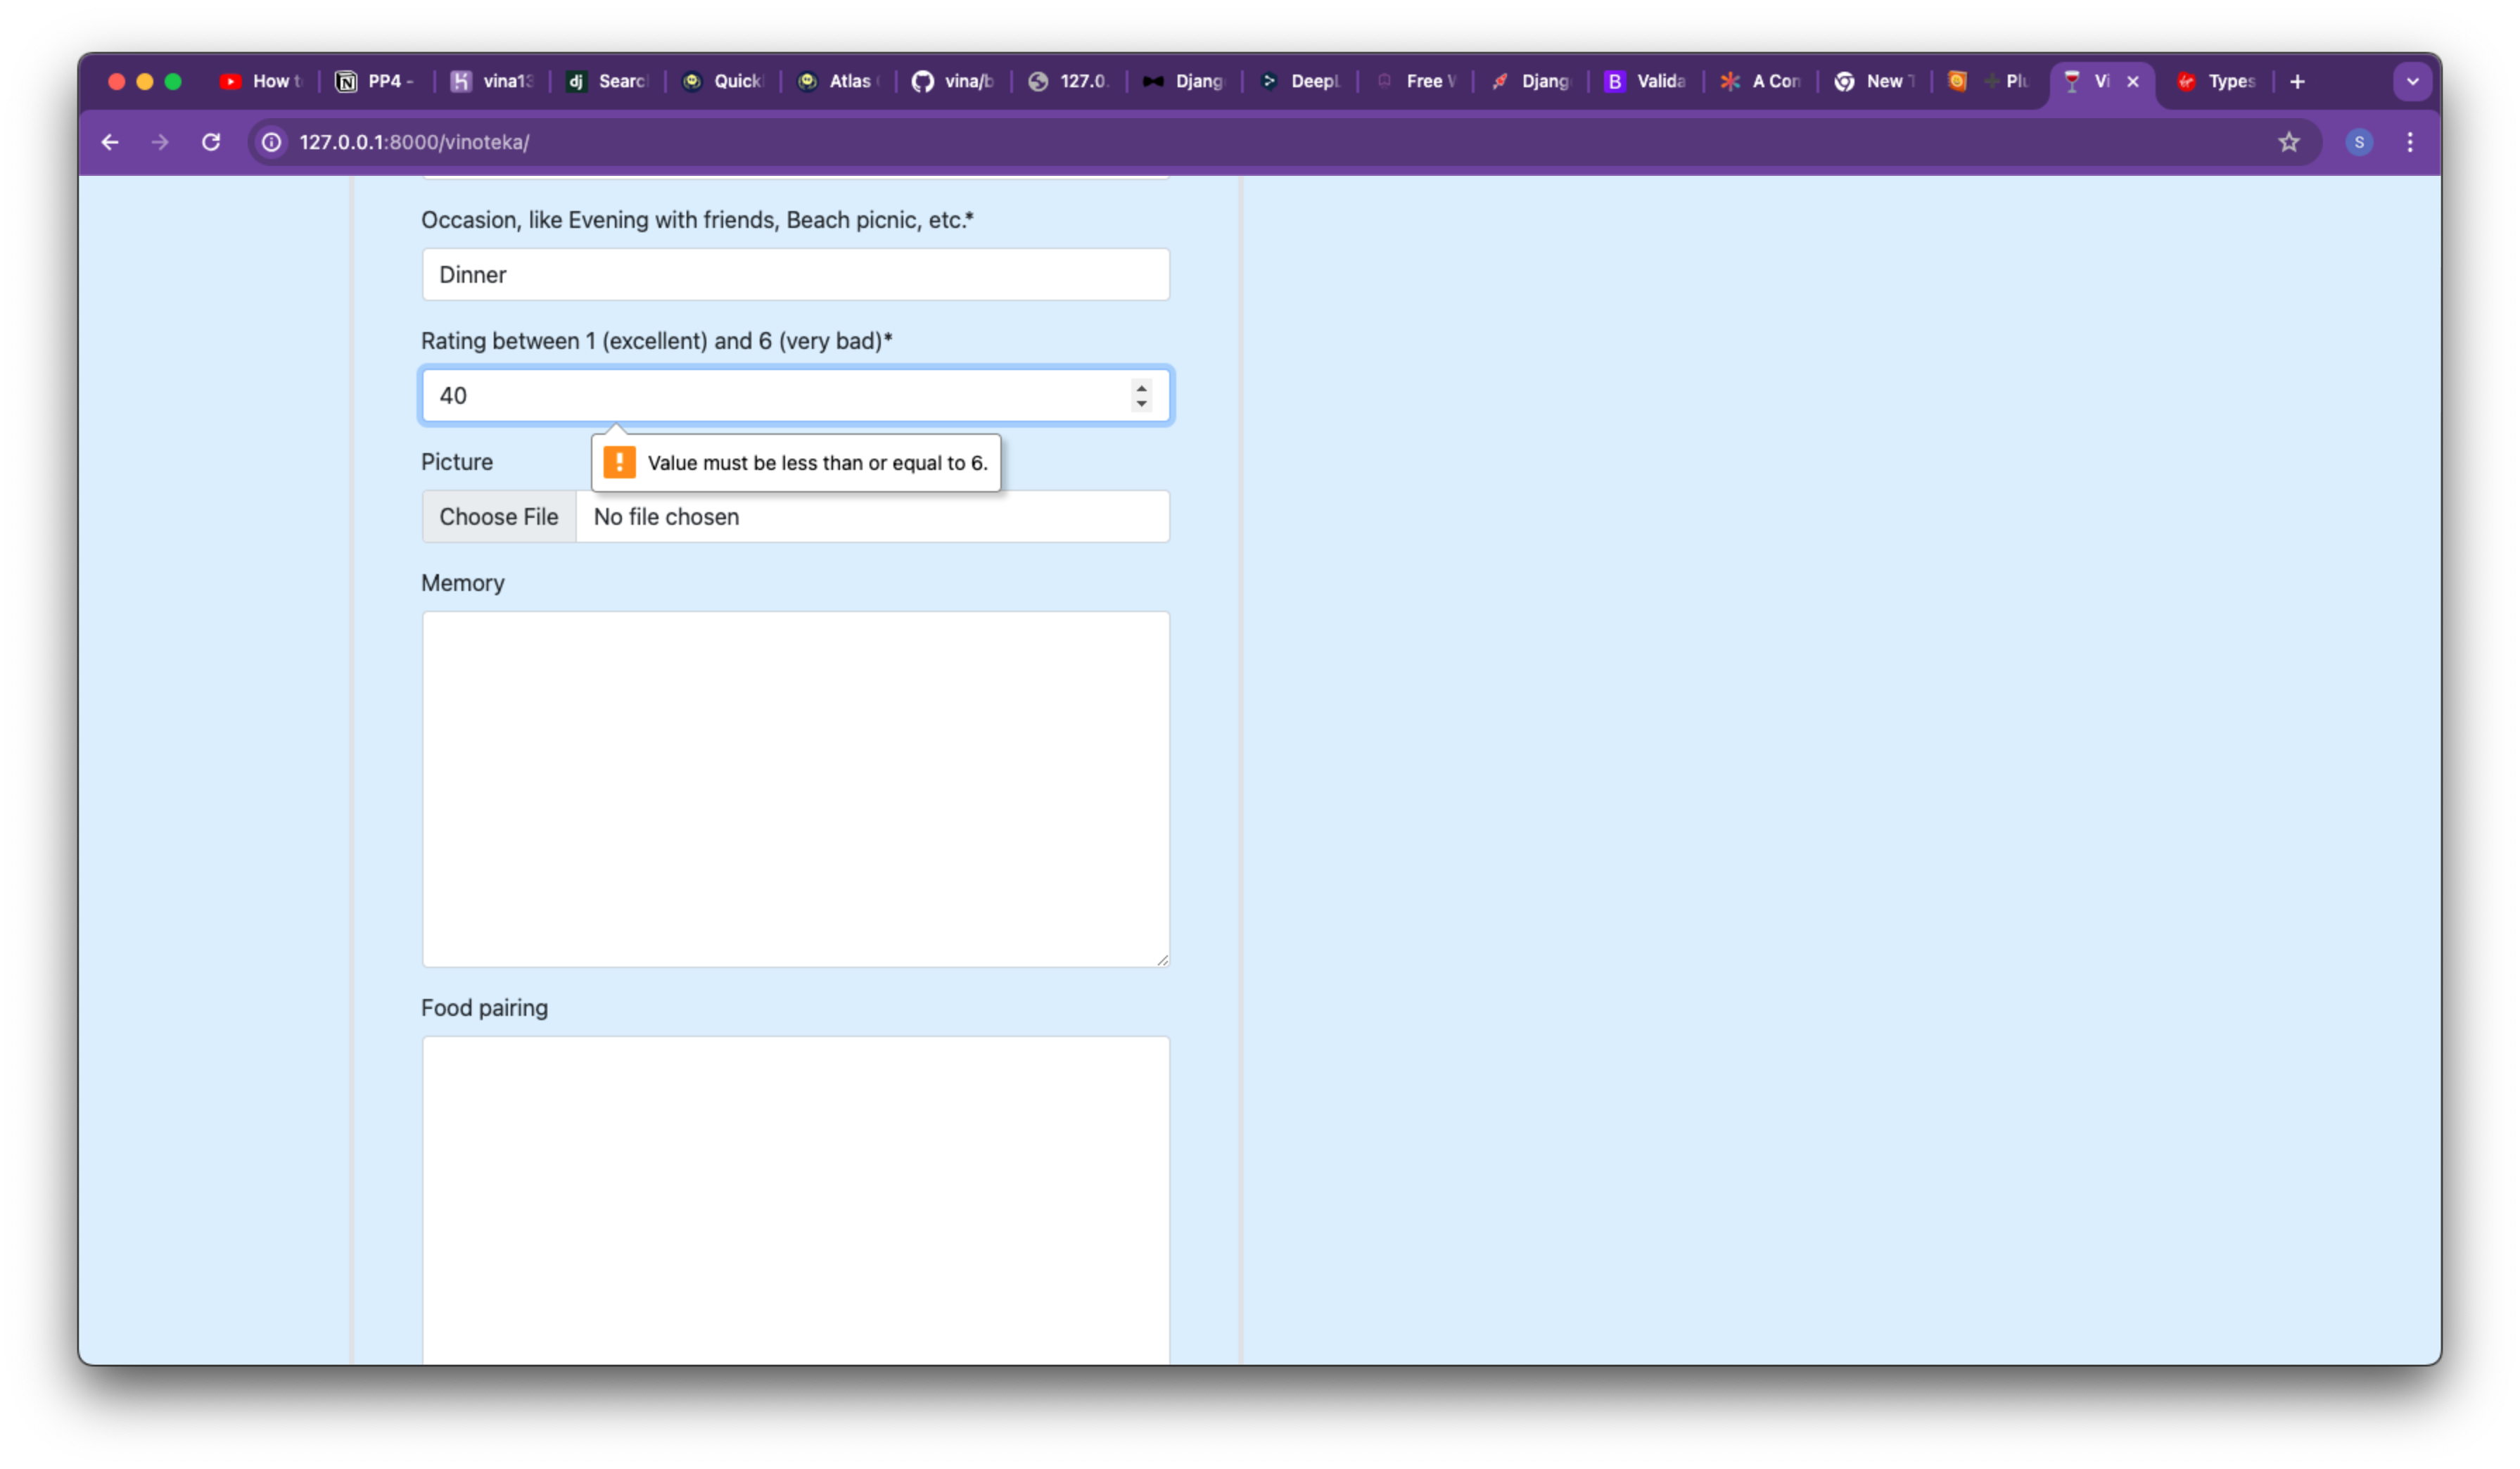 How t PP4 - vina13 dj Searc Quick Atlas vina/b 127.0. Djang DeepL Free Djang B Valida A Con New Plu Vi Types
127.0.0.1:8000/vinoteka/ S
Occasion, like Evening with friends, Beach picnic, etc.*
Dinner
Rating between 1 (excellent) and 6 (very bad)*
40
Picture
! Value must be less than or equal to 6.
Choose File No file chosen
Memory
Food pairing